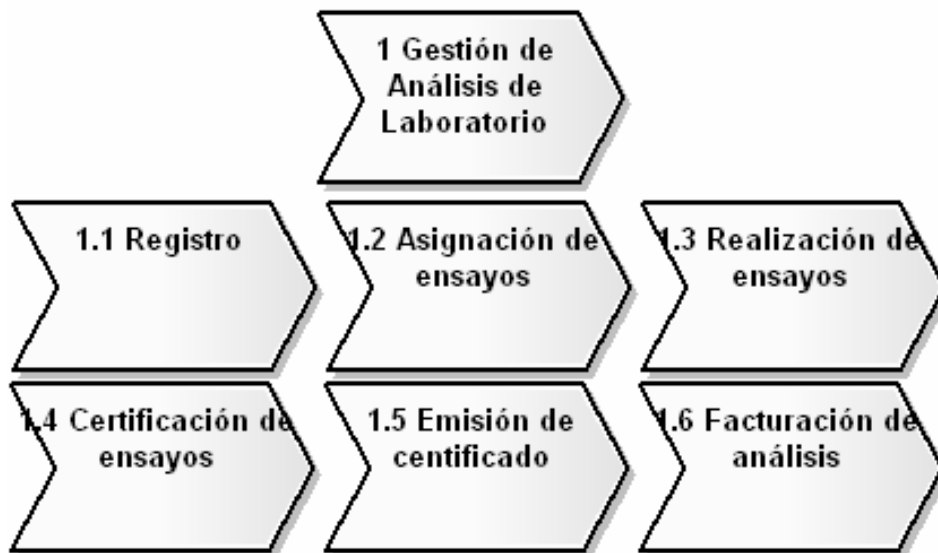 1 Gestión de
Análisis de
Laboratorio
1.1 Registro
1.2 Asignación de
ensayos
1.3 Realización de
ensayos
1.4 Certificación de
ensayos
1.5 Emisión de
centificado
1.6 Facturación de
análisis